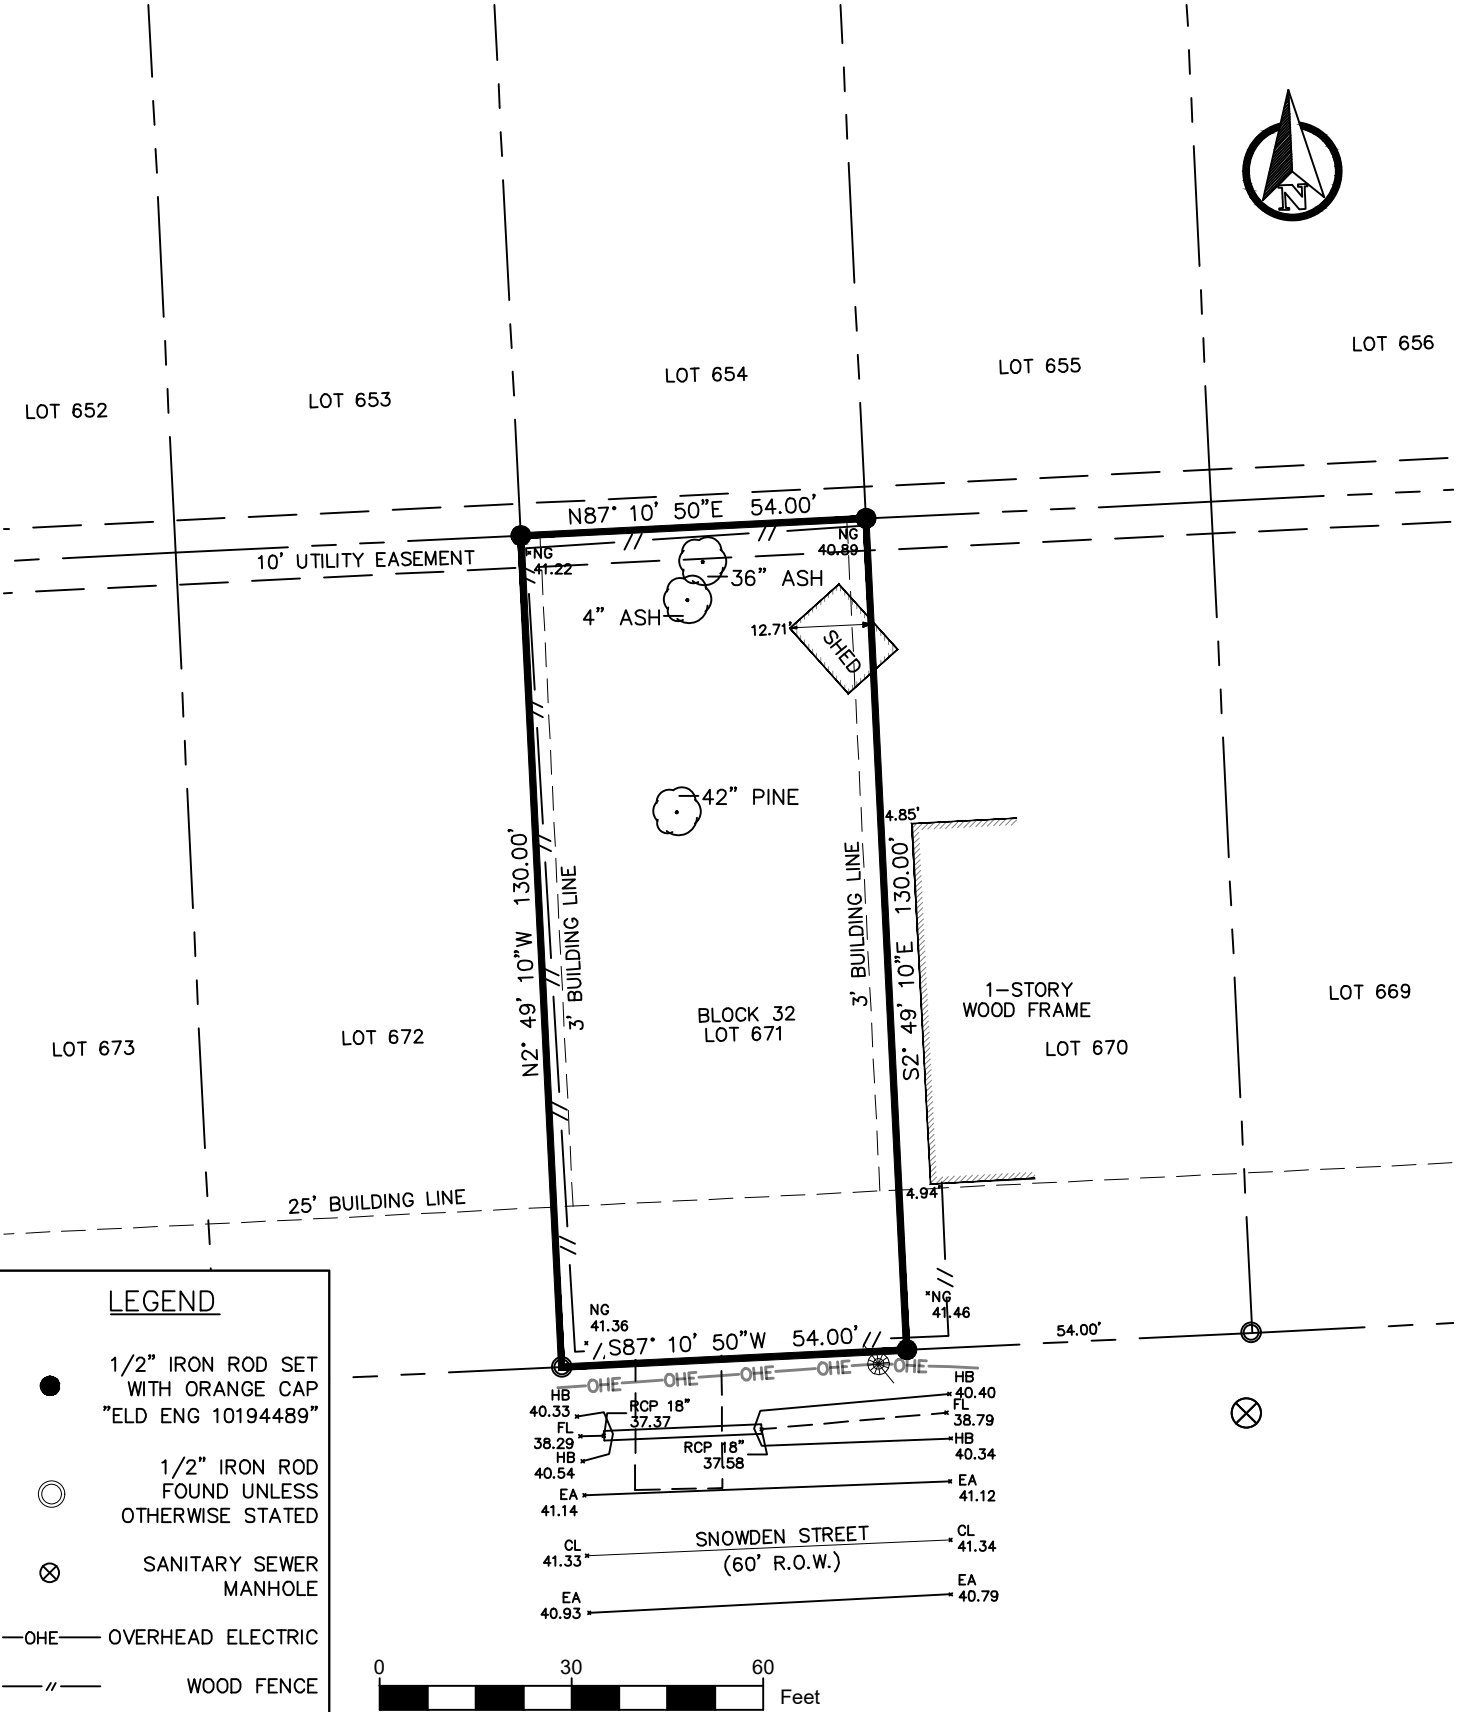 N
LOT 656
LOT 655
LOT 654
LOT 653
LOT 652
N87° 10' 50"E 54.00'
10' UTILITY EASEMENT
NG
41.22
NG
40.89
36" ASH
4" ASH
12.71'
SHED
42" PINE
4.85'
N2° 49' 10"W 130.00'
3' BUILDING LINE
3' BUILDING LINE
S2° 49' 10"E 130.00'
1-STORY
WOOD FRAME
LOT 669
BLOCK 32
LOT 671
LOT 673
LOT 672
LOT 670
25' BUILDING LINE
4.94'
NG
41.36
NG
41.46
S87° 10' 50"W 54.00'
54.00'
OHE OHE OHE OHE OHE
HB
40.33
FL
38.29
HB
40.54
EA
41.14
CL
41.33
EA
40.93
RCP 18"
37.37
RCP 18"
37.58
HB
40.40
FL
38.79
HB
40.34
EA
41.12
CL
41.34
EA
40.79
SNOWDEN STREET
(60' R.O.W.)
LEGEND
1/2" IRON ROD SET
WITH ORANGE CAP
"ELD ENG 10194489"
1/2" IRON ROD
FOUND UNLESS
OTHERWISE STATED
SANITARY SEWER
MANHOLE
OHE OVERHEAD ELECTRIC
WOOD FENCE
0 30 60
Feet